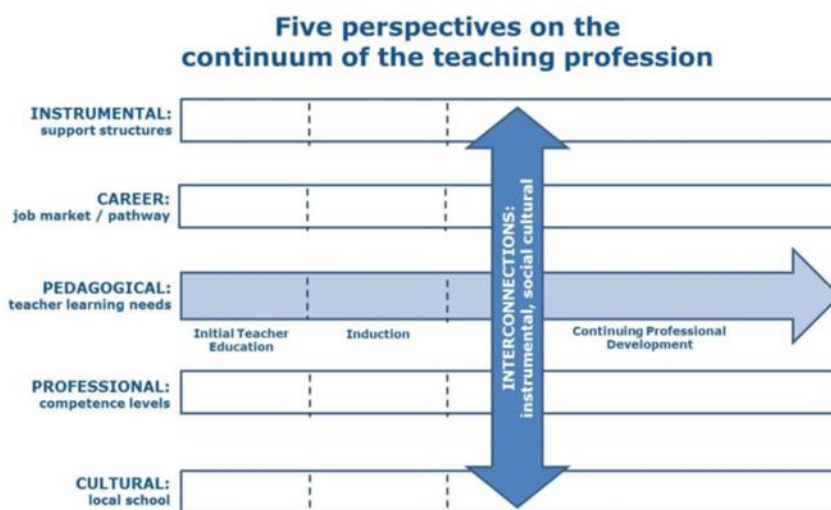 Five perspectives on the
continuum of the teaching profession
INSTRUMENTAL:
support structures
CAREER:
job market / pathway
PEDAGOGICAL:
teacher learning needs
Initial Teacher
Education
Induction
Continuing Professional
Development
INTERCONNECTIONS:
instrumental, social cultural
PROFESSIONAL:
competence levels
CULTURAL:
local school